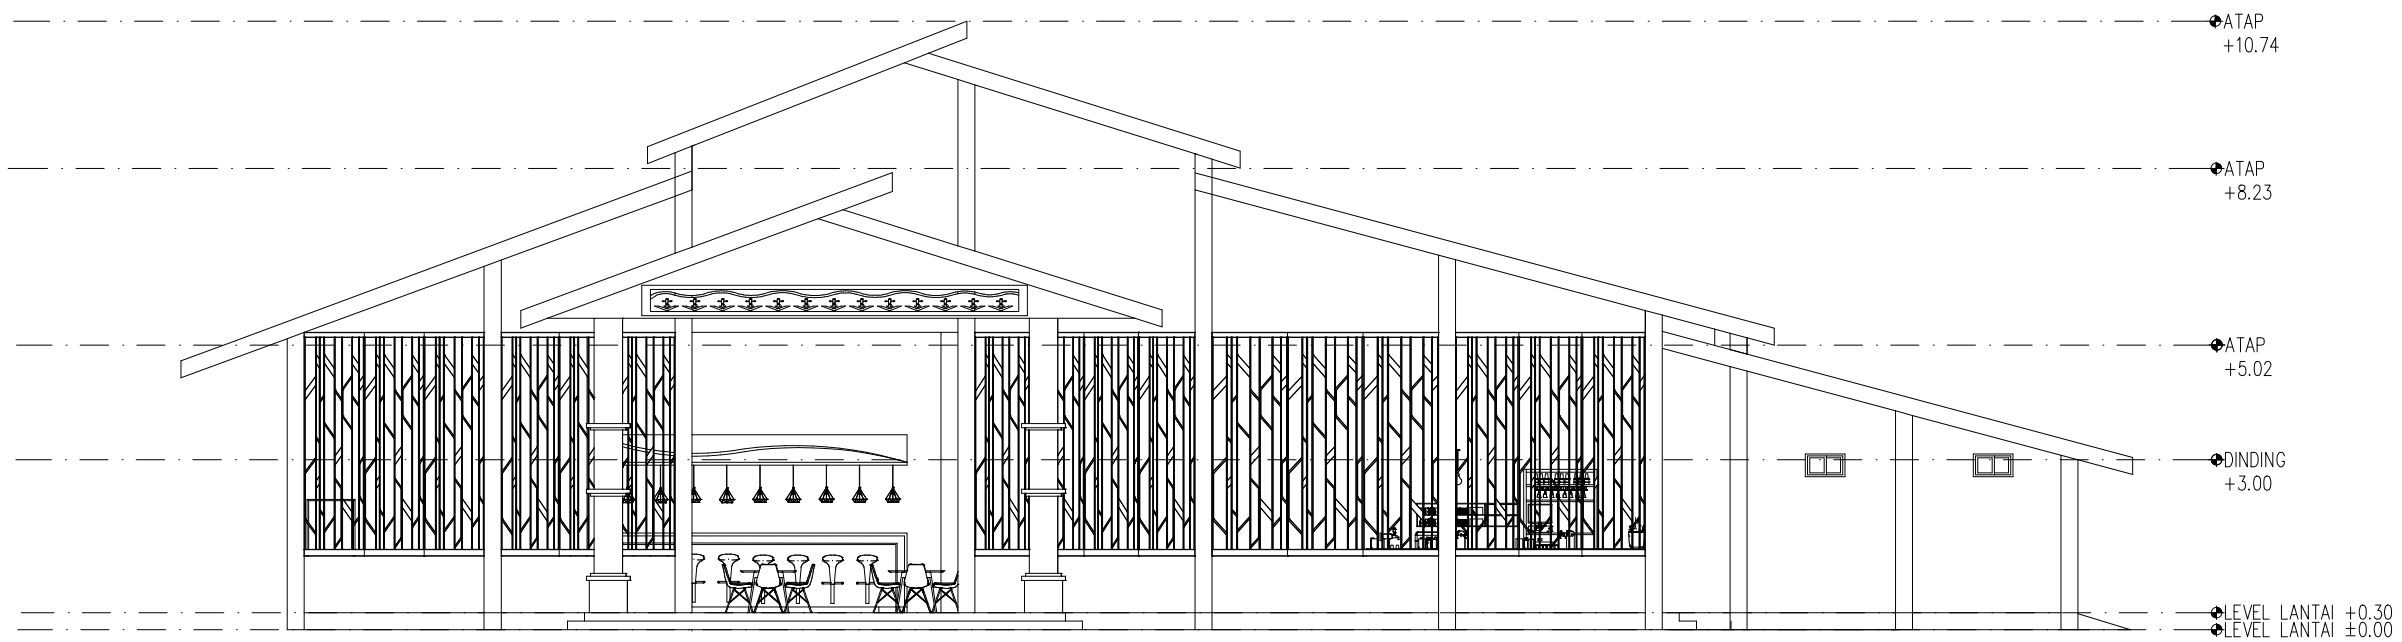 ATAP
+10.74
ATAP
+8.23
ATAP
+5.02
DINDING
+3.00
LEVEL LANTAI +0.30
LEVEL LANTAI ±0.00